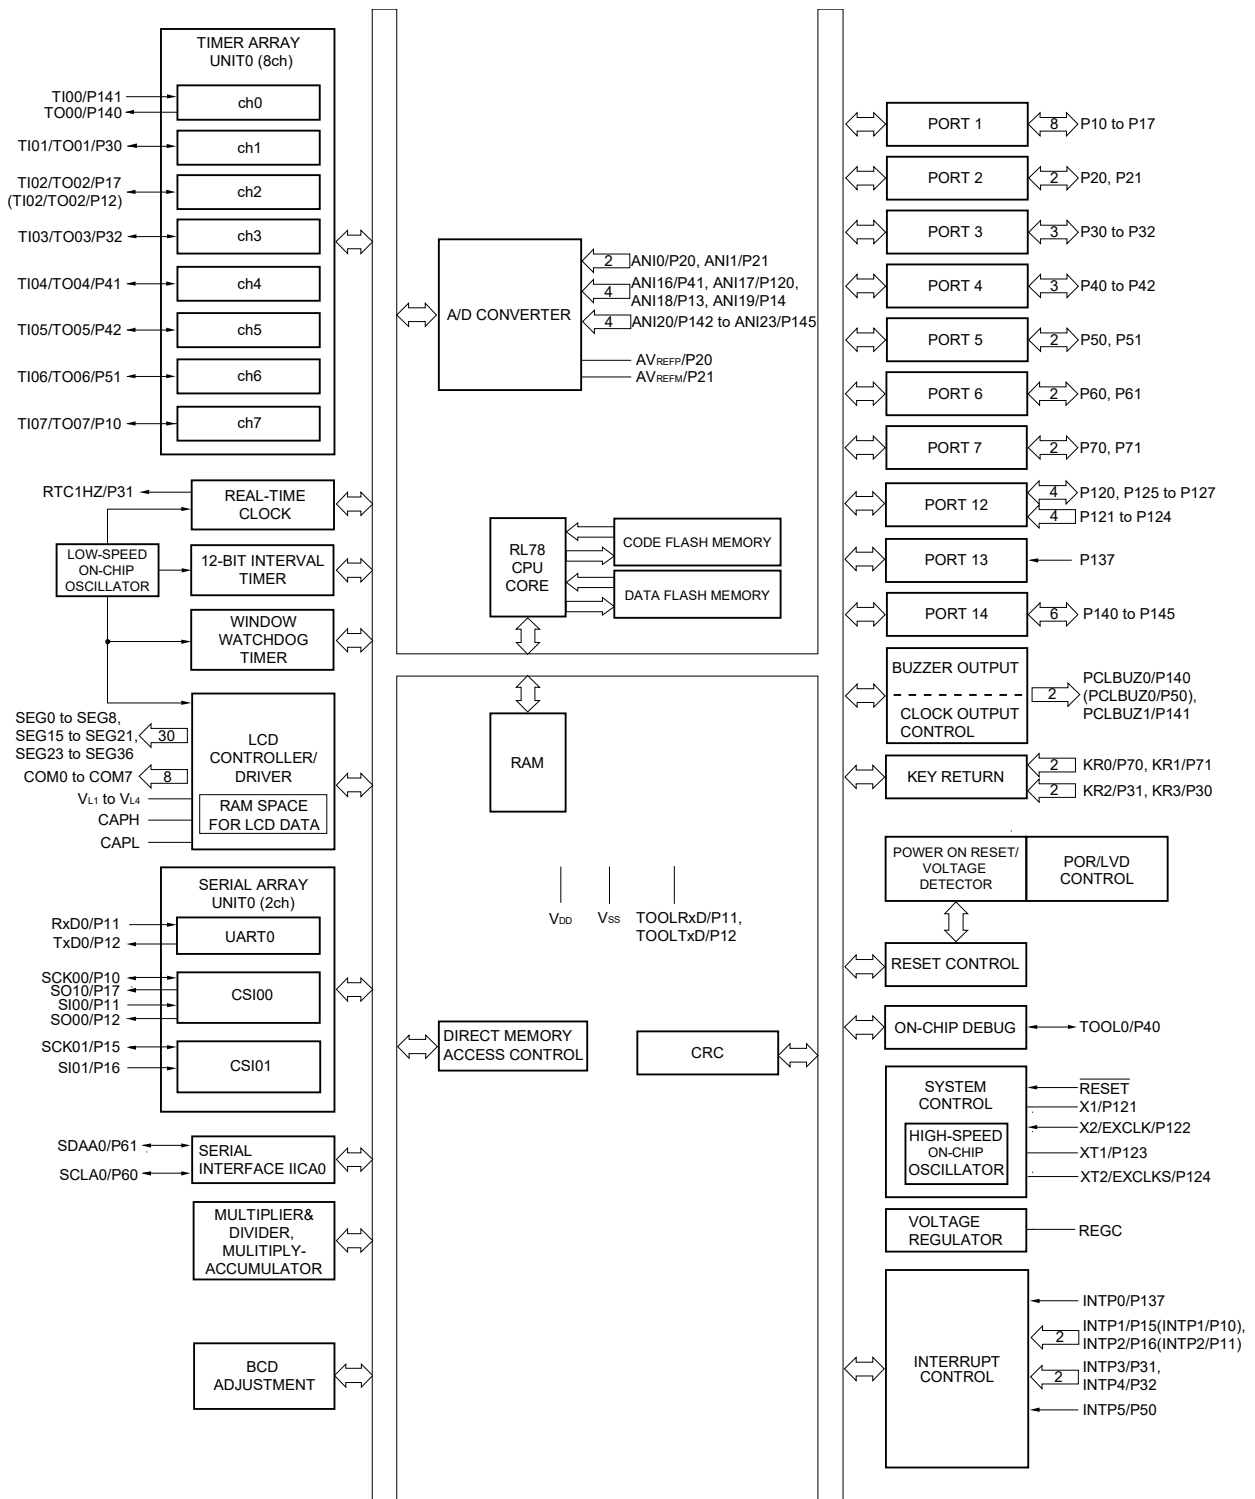 TIMER ARRAY
UNIT0 (8ch)
TI00/P141
TO00/P140
ch0
TI01/TO01/P30
ch1
TI02/TO02/P17
(TI02/TO02/P12)
ch2
TI03/TO03/P32
ch3
TI04/TO04/P41
ch4
TI05/TO05/P42
ch5
TI06/TO06/P51
ch6
TI07/TO07/P10
ch7
RTC1HZ/P31
REAL-TIME
CLOCK
LOW-SPEED
ON-CHIP
OSCILLATOR
12-BIT INTERVAL
TIMER
WINDOW
WATCHDOG
TIMER
SEG0 to SEG8,
SEG15 to SEG21,
SEG23 to SEG36
30
COM0 to COM7
8
VL1 to VL4
CAPH
CAPL
LCD
CONTROLLER/
DRIVER
RAM SPACE
FOR LCD DATA
SERIAL ARRAY
UNIT0 (2ch)
RxD0/P11
TxD0/P12
UART0
SCK00/P10
SO10/P17
SI00/P11
SO00/P12
CSI00
SCK01/P15
SI01/P16
CSI01
SDAA0/P61
SCLA0/P60
SERIAL
INTERFACE IICA0
MULTIPLIER&
DIVIDER,
MULITIPLY-
ACCUMULATOR
BCD
ADJUSTMENT
A/D CONVERTER
2
ANI0/P20, ANI1/P21
4
ANI16/P41, ANI17/P120,
ANI18/P13, ANI19/P14
4
ANI20/P142 to ANI23/P145
AVREFP/P20
AVREFM/P21
RL78
CPU
CORE
CODE FLASH MEMORY
DATA FLASH MEMORY
RAM
VDD
VSS
TOOLRxD/P11,
TOOLTxD/P12
DIRECT MEMORY
ACCESS CONTROL
CRC
PORT 1
8
P10 to P17
PORT 2
2
P20, P21
PORT 3
3
P30 to P32
PORT 4
3
P40 to P42
PORT 5
2
P50, P51
PORT 6
2
P60, P61
PORT 7
2
P70, P71
PORT 12
4
P120, P125 to P127
4
P121 to P124
PORT 13
P137
PORT 14
6
P140 to P145
BUZZER OUTPUT
CLOCK OUTPUT
CONTROL
2
PCLBUZ0/P140
(PCLBUZ0/P50),
PCLBUZ1/P141
KEY RETURN
2
KR0/P70, KR1/P71
2
KR2/P31, KR3/P30
POWER ON RESET/
VOLTAGE
DETECTOR
POR/LVD
CONTROL
RESET CONTROL
ON-CHIP DEBUG
TOOL0/P40
SYSTEM
CONTROL
HIGH-SPEED
ON-CHIP
OSCILLATOR
RESET
X1/P121
X2/EXCLK/P122
XT1/P123
XT2/EXCLKS/P124
VOLTAGE
REGULATOR
REGC
INTERRUPT
CONTROL
INTP0/P137
2
INTP1/P15(INTP1/P10),
INTP2/P16(INTP2/P11)
2
INTP3/P31,
INTP4/P32
INTP5/P50